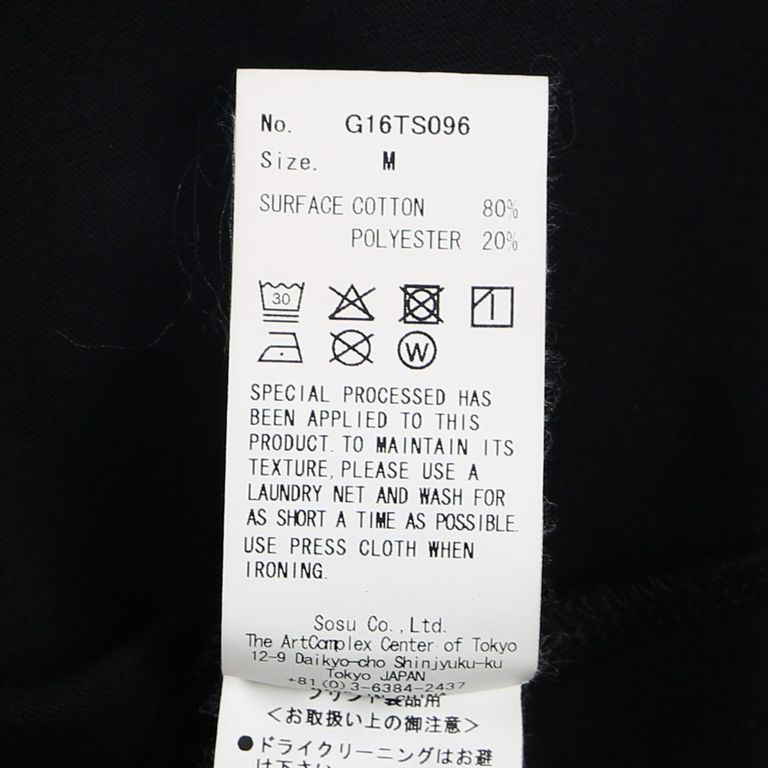 No. G16TS096
Size. M
SURFACE COTTON 80%
POLYESTER 20%
30
W
SPECIAL PROCESSED HAS
BEEN APPLIED TO THIS
PRODUCT. TO MAINTAIN ITS
TEXTURE, PLEASE USE A
LAUNDRY NET AND WASH FOR
AS SHORT A TIME AS POSSIBLE.
USE PRESS CLOTH WHEN
IRONING.
Sosu Co.,Ltd.
The ArtComplex Center of Tokyo
12-9 Daikyo-cho Shinjyuku-ku
Tokyo JAPAN
+81(0)3-6384-2437
<お取扱い上の御注意>
●ドライクリーニングはお避
け下さい